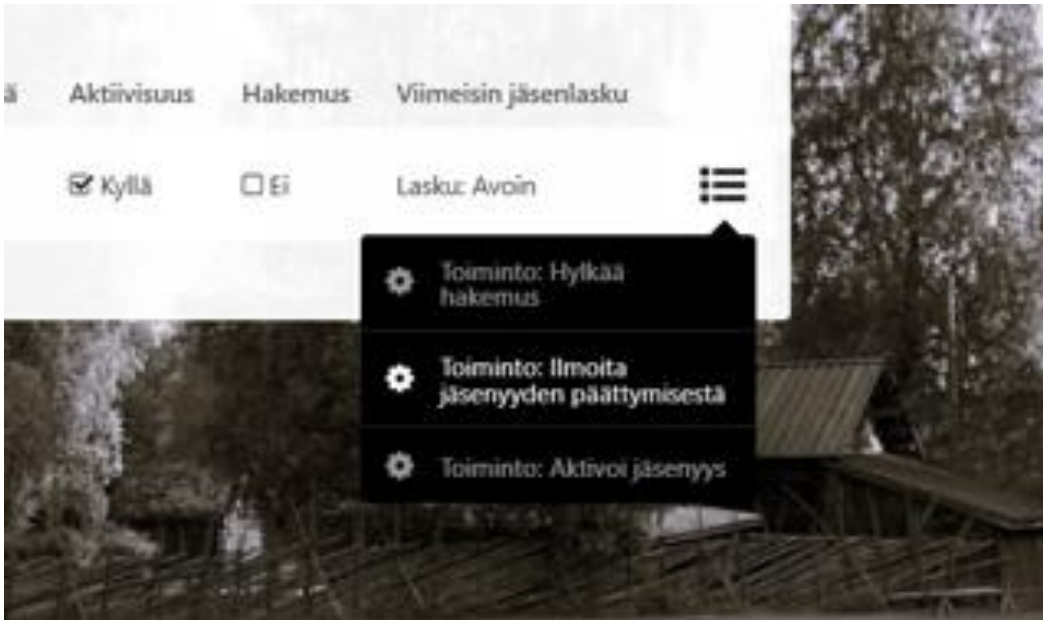 ä Aktiivisuus Hakemus Viimeisin jäsenlasku
Kyllä Ei Lasku: Avoin
Toiminto: Hylkää
hakemus
Toiminto: Ilmoita
jäsenyyden päättymisestä
Toiminto: Aktivoi jäsenyys